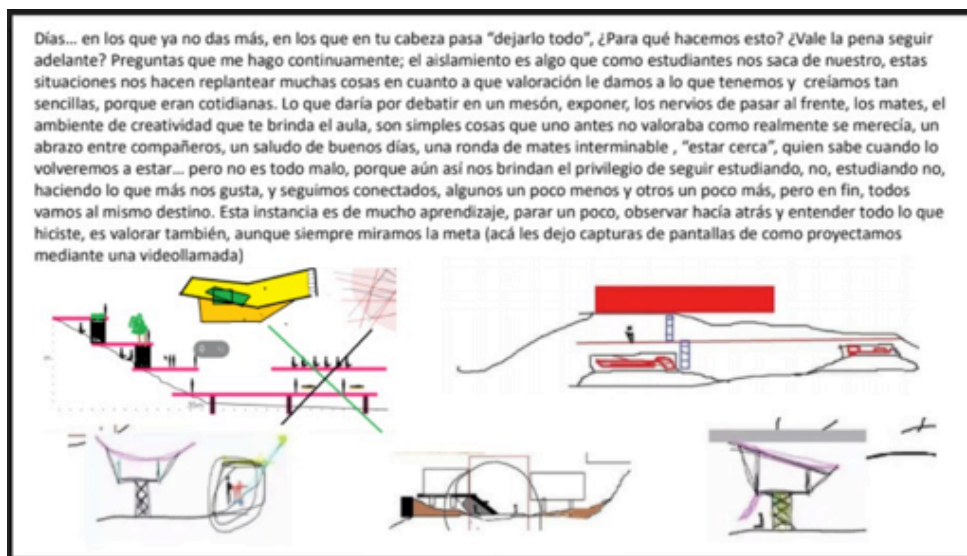 Días... en los que ya no das más, en los que en tu cabeza pasa “dejarlo todo”, ¿Para qué hacemos esto? ¿Vale la pena seguir
adelante? Preguntas que me hago continuamente; el aislamiento es algo que como estudiantes nos saca de nuestro, estas
situaciones nos hacen replantear muchas cosas en cuanto a que valoración le damos a lo que tenemos y creíamos tan
sencillas, porque eran cotidianas. Lo que daría por debatir en un mesón, exponer, los nervios de pasar al frente, los mates, el
ambiente de creatividad que te brinda el aula, son simples cosas que uno antes no valoraba como realmente se merecía, un
abrazo entre compañeros, un saludo de buenos días, una ronda de mates interminable , “estar cerca”, quien sabe cuando lo
volveremos a estar... pero no es todo malo, porque aún así nos brindan el privilegio de seguir estudiando, no, estudiando no,
haciendo lo que más nos gusta, y seguimos conectados, algunos un poco menos y otros un poco más, pero en fin, todos
vamos al mismo destino. Esta instancia es de mucho aprendizaje, parar un poco, observar hacía atrás y entender todo lo que
hiciste, es valorar también, aunque siempre miramos la meta (acá les dejo capturas de pantallas de como proyectamos
mediante una videollamada)